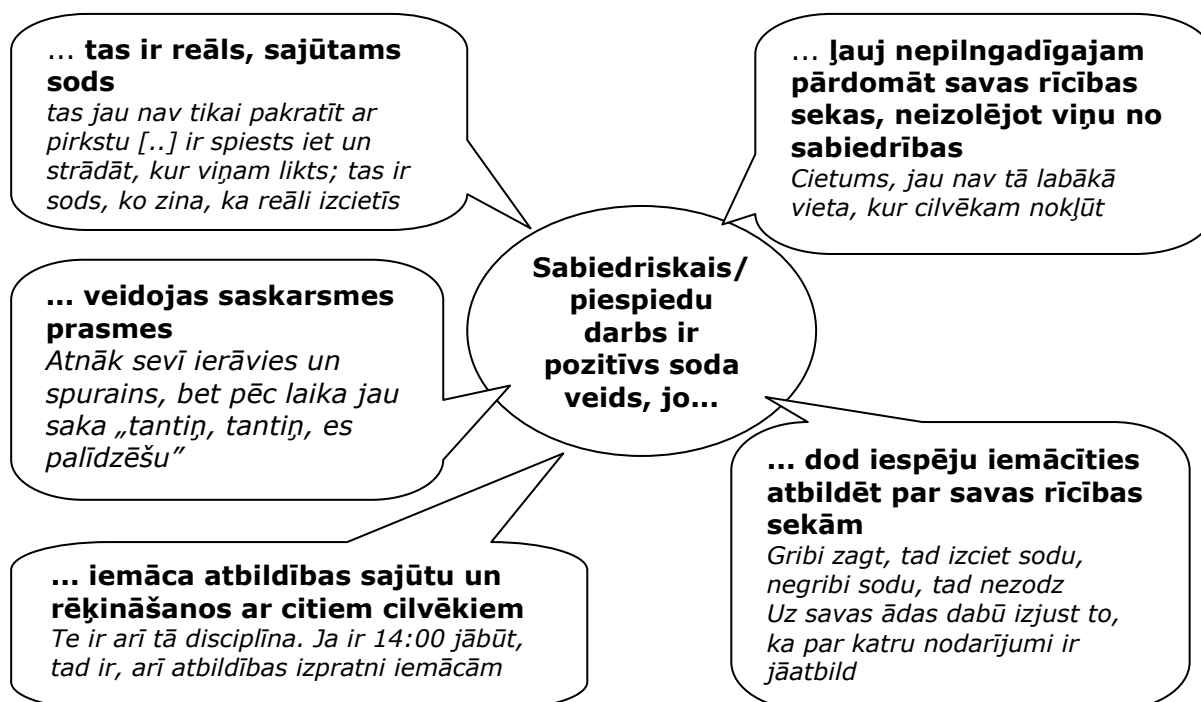 ... tas ir reāls, sajūtams
sods
tas jau nav tikai pakratīt ar
pirkstu [..] ir spiests iet un
strādāt, kur viņam likts; tas ir
sods, ko zina, ka reāli izcietīs
... ļauj nepilngadīgajam
pārdomāt savas rīcības
sekas, neizolējot viņu no
sabiedrības
Cietums, jau nav tā labākā
vieta, kur cilvēkam nokļūt
Sabiedriskais/
piespiedu
darbs ir
pozitīvs soda
veids, jo...
... veidojas saskarsmes
prasmes
Atnāk sevī ierāvies un
spurains, bet pēc laika jau
saka „tantiņ, tantiņ, es
palīdzēšu”
... dod iespēju iemācīties
atbildēt par savas rīcības
sekām
Gribi zagt, tad izciet sodu,
negribi sodu, tad nezodz
Uz savas ādas dabū izjust to,
ka par katru nodarījumi ir
jāatbild
... iemāca atbildības sajūtu un
rēķināšanos ar citiem cilvēkiem
Te ir arī tā disciplīna. Ja ir 14:00 jābūt,
tad ir, arī atbildības izpratni iemācām